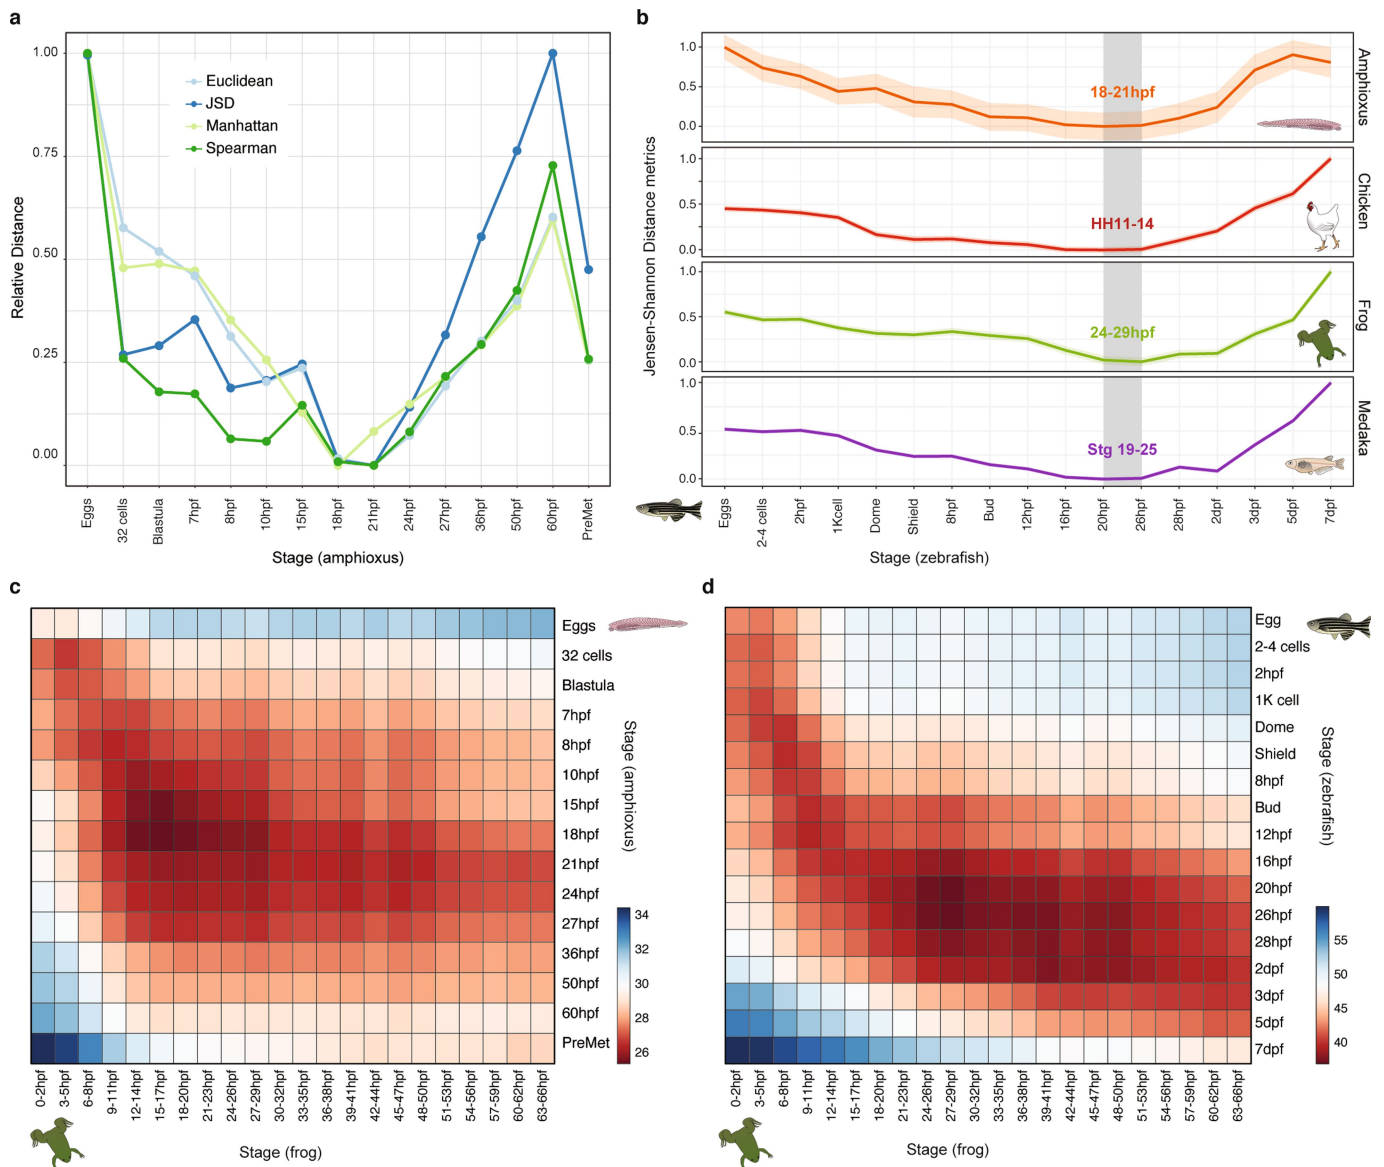 a
1.00
0.75
0.50
0.25
0.00
Relative Distance
Euclidean
JSD
Manhattan
Spearman
Eggs
32 cells
Blastula
7hpf
8hpf
10hpf
15hpf
18hpf
21hpf
24hpf
27hpf
36hpf
50hpf
60hpf
PreMet
Stage (amphioxus)
b
Jensen-Shannon Distance metrics
1.0
0.5
0.0
18-21hpf
Amphioxus
1.0
0.5
0.0
HH11-14
Chicken
1.0
0.5
0.0
24-29hpf
Frog
1.0
0.5
0.0
Stg 19-25
Medaka
Eggs
2-4 cells
2hpf
1Kcell
Dome
Shield
8hpf
Bud
12hpf
16hpf
20hpf
26hpf
28hpf
2dpf
3dpf
5dpf
7dpf
Stage (zebrafish)
c
Eggs
32 cells
Blastula
7hpf
8hpf
10hpf
15hpf
18hpf
21hpf
24hpf
27hpf
36hpf
50hpf
60hpf
PreMet
Stage (amphioxus)
34
32
30
28
26
0-2hpf
3-5hpf
6-8hpf
9-11hpf
12-14hpf
15-17hpf
18-20hpf
21-23hpf
24-26hpf
27-29hpf
30-32hpf
33-35hpf
36-38hpf
39-41hpf
42-44hpf
45-47hpf
48-50hpf
51-53hpf
54-56hpf
57-59hpf
60-62hpf
63-66hpf
Stage (frog)
d
Egg
2-4 cells
2hpf
1K cell
Dome
Shield
8hpf
Bud
12hpf
16hpf
20hpf
26hpf
28hpf
2dpf
3dpf
5dpf
7dpf
Stage (zebrafish)
55
50
45
40
0-2hpf
3-5hpf
6-8hpf
9-11hpf
12-14hpf
15-17hpf
18-20hpf
21-23hpf
24-26hpf
27-29hpf
30-32hpf
33-35hpf
36-38hpf
39-41hpf
42-44hpf
45-47hpf
48-50hpf
51-53hpf
54-56hpf
57-59hpf
60-62hpf
63-66hpf
Stage (frog)